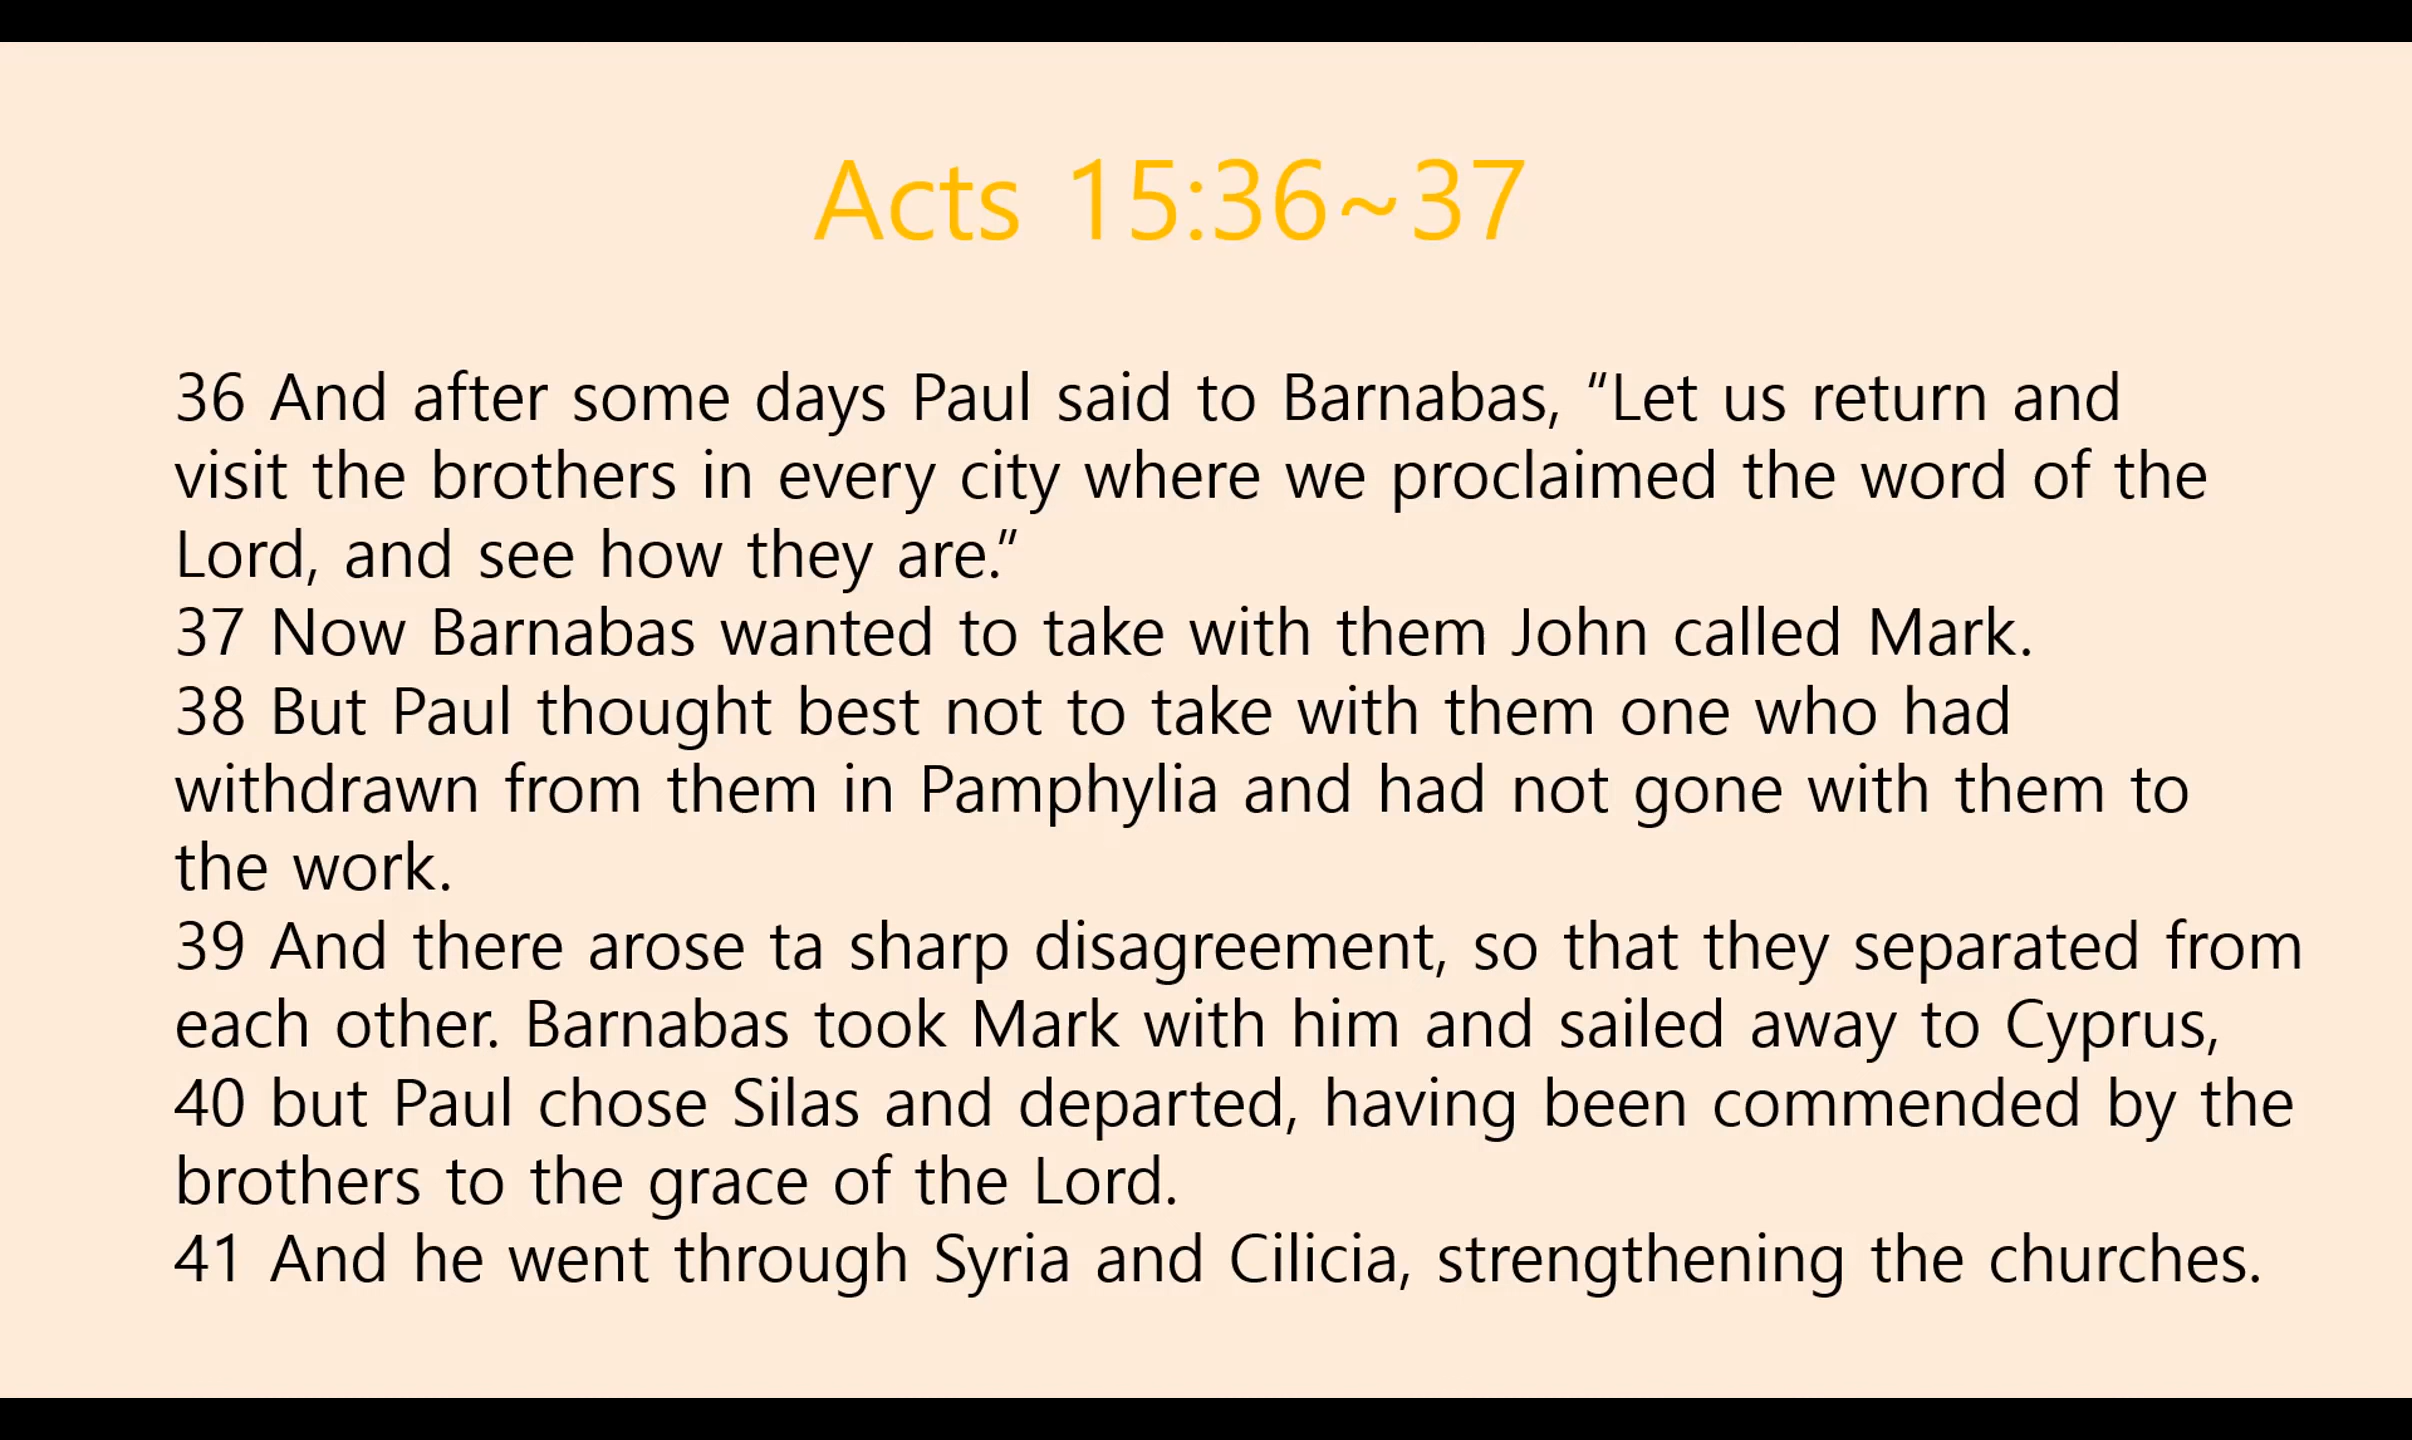 Acts 15:36~37
36 And after some days Paul said to Barnabas, “Let us return and
visit the brothers in every city where we proclaimed the word of the
Lord, and see how they are.”
37 Now Barnabas wanted to take with them John called Mark.
38 But Paul thought best not to take with them one who had
withdrawn from them in Pamphylia and had not gone with them to
the work.
39 And there arose ta sharp disagreement, so that they separated from
each other. Barnabas took Mark with him and sailed away to Cyprus,
40 but Paul chose Silas and departed, having been commended by the
brothers to the grace of the Lord.
41 And he went through Syria and Cilicia, strengthening the churches.